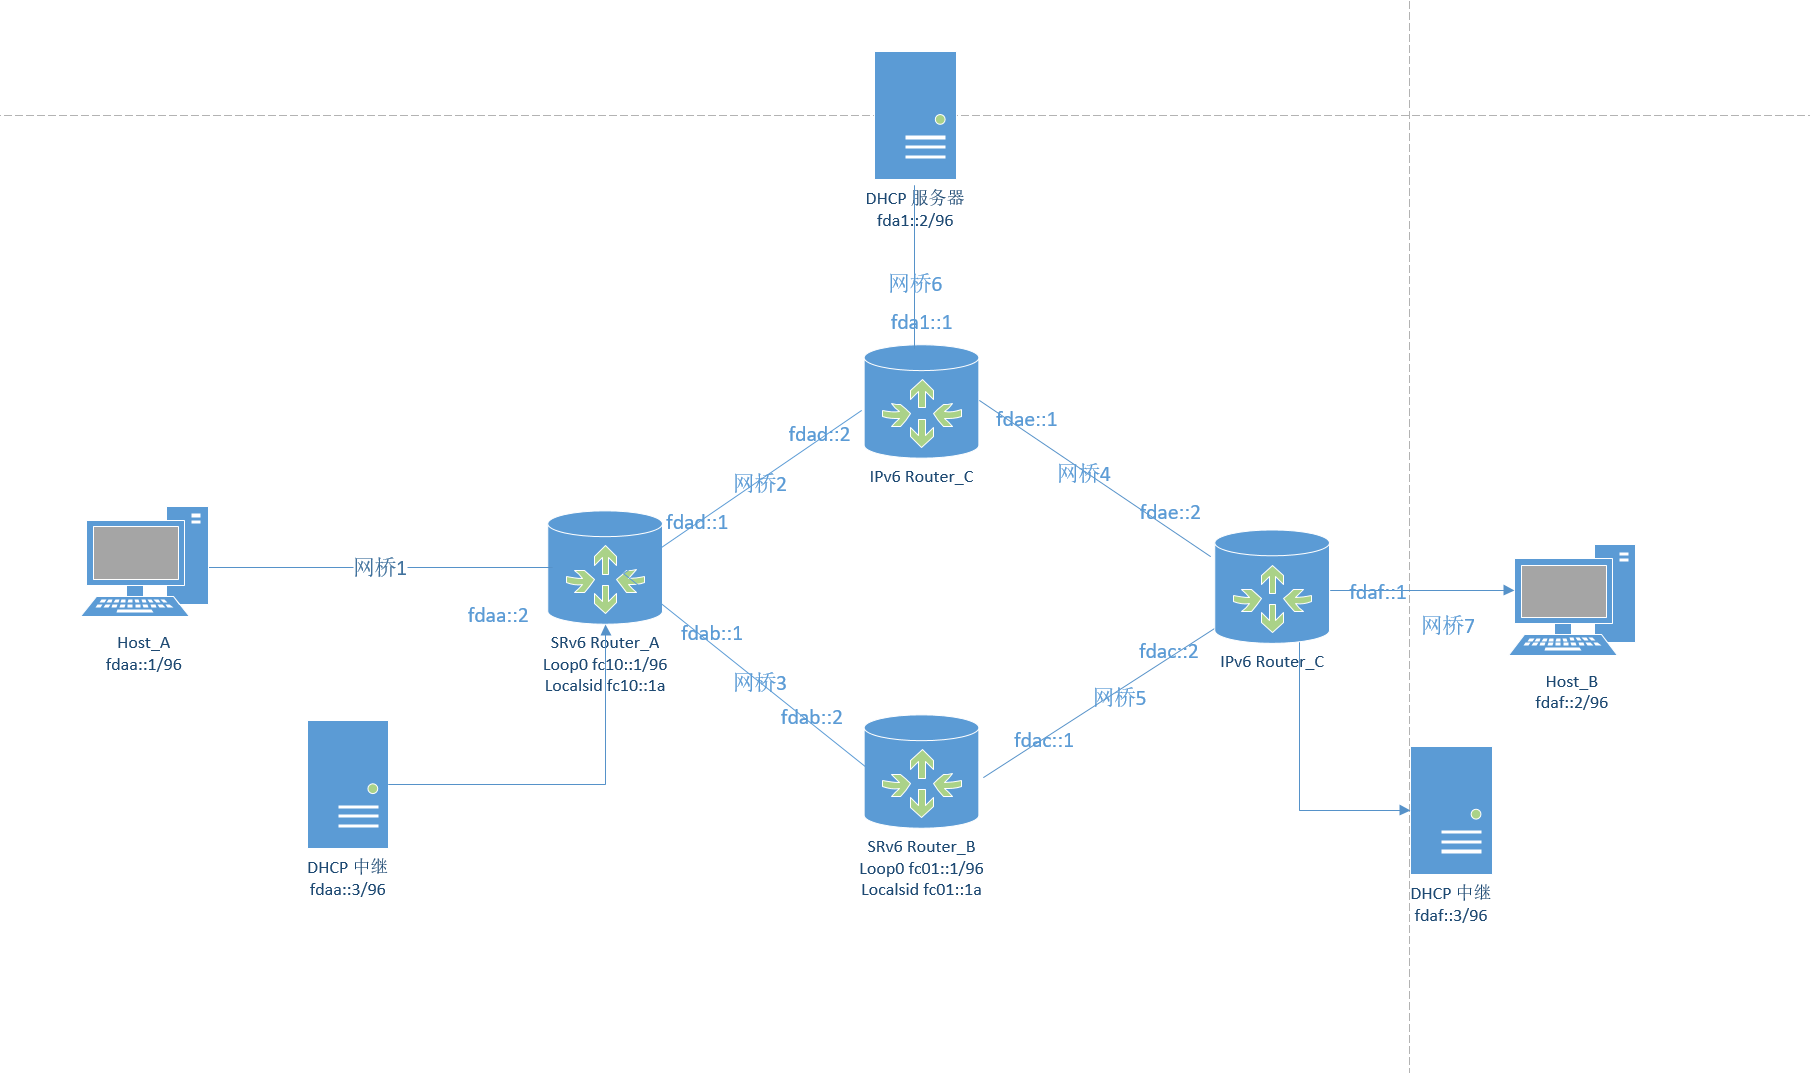 DHCP 服务器
fda1::2/96
网桥6
fda1::1
IPv6 Router_C
fdad::2
网桥2
fdad::1
fdae::1
网桥4
fdae::2
Host_A
fdaa::1/96
网桥1
fdaa::2
SRv6 Router_A
Loop0 fc10::1/96
Localsid fc10::1a
fdab::1
网桥3
fdab::2
SRv6 Router_B
Loop0 fc01::1/96
Localsid fc01::1a
fdac::1
网桥5
fdac::2
IPv6 Router_C
fdaf::1
网桥7
Host_B
fdaf::2/96
DHCP 中继
fdaa::3/96
DHCP 中继
fdaf::3/96